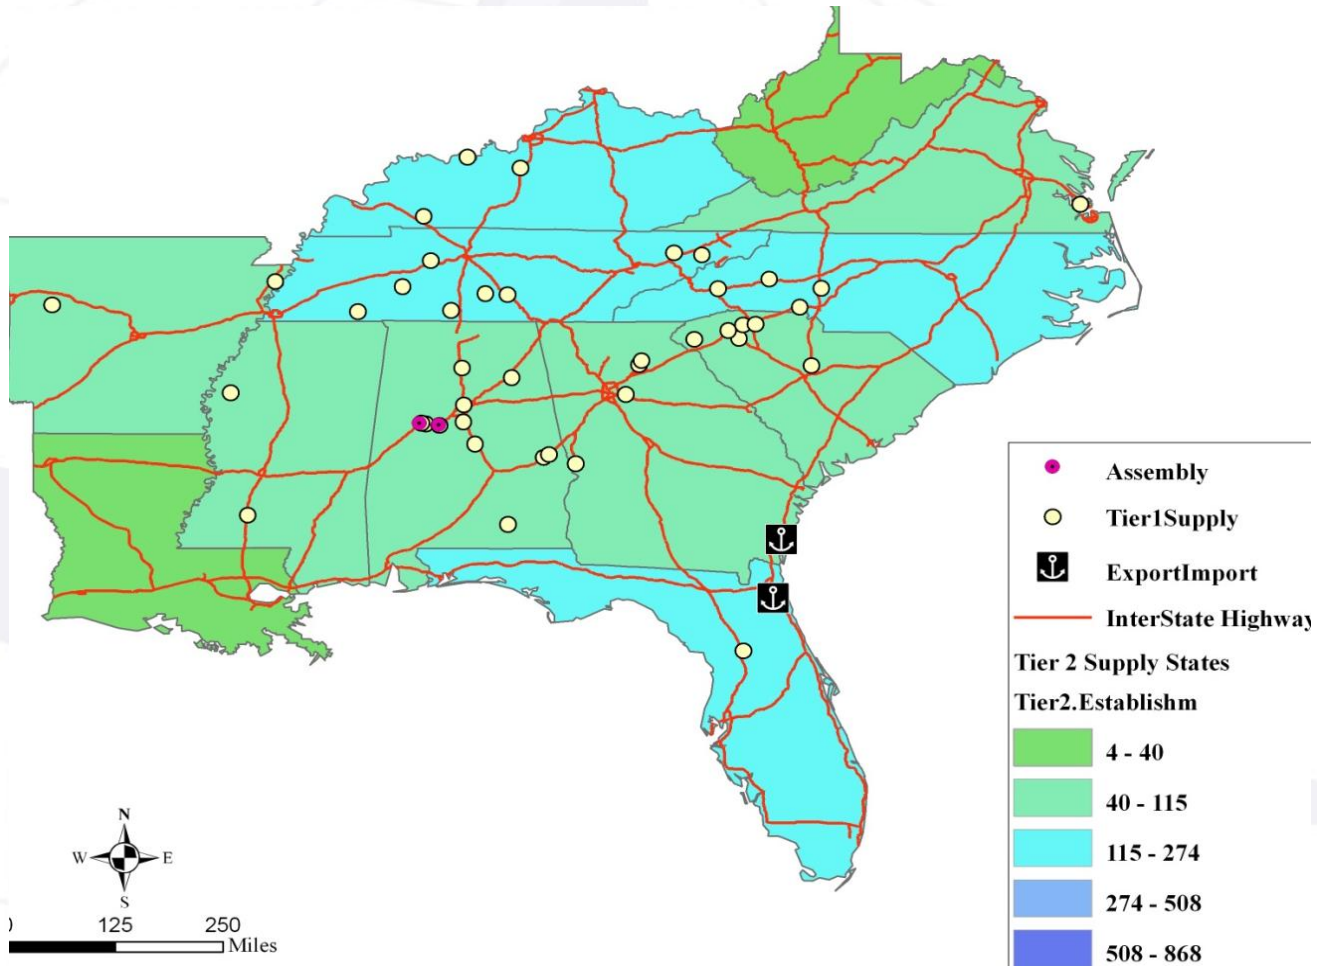 Assembly
Tier1Supply
ExportImport
InterState Highway
Tier 2 Supply States
Tier2.Establishm
4 - 40
40 - 115
115 - 274
274 - 508
508 - 868
N
W E
S
125 250
Miles